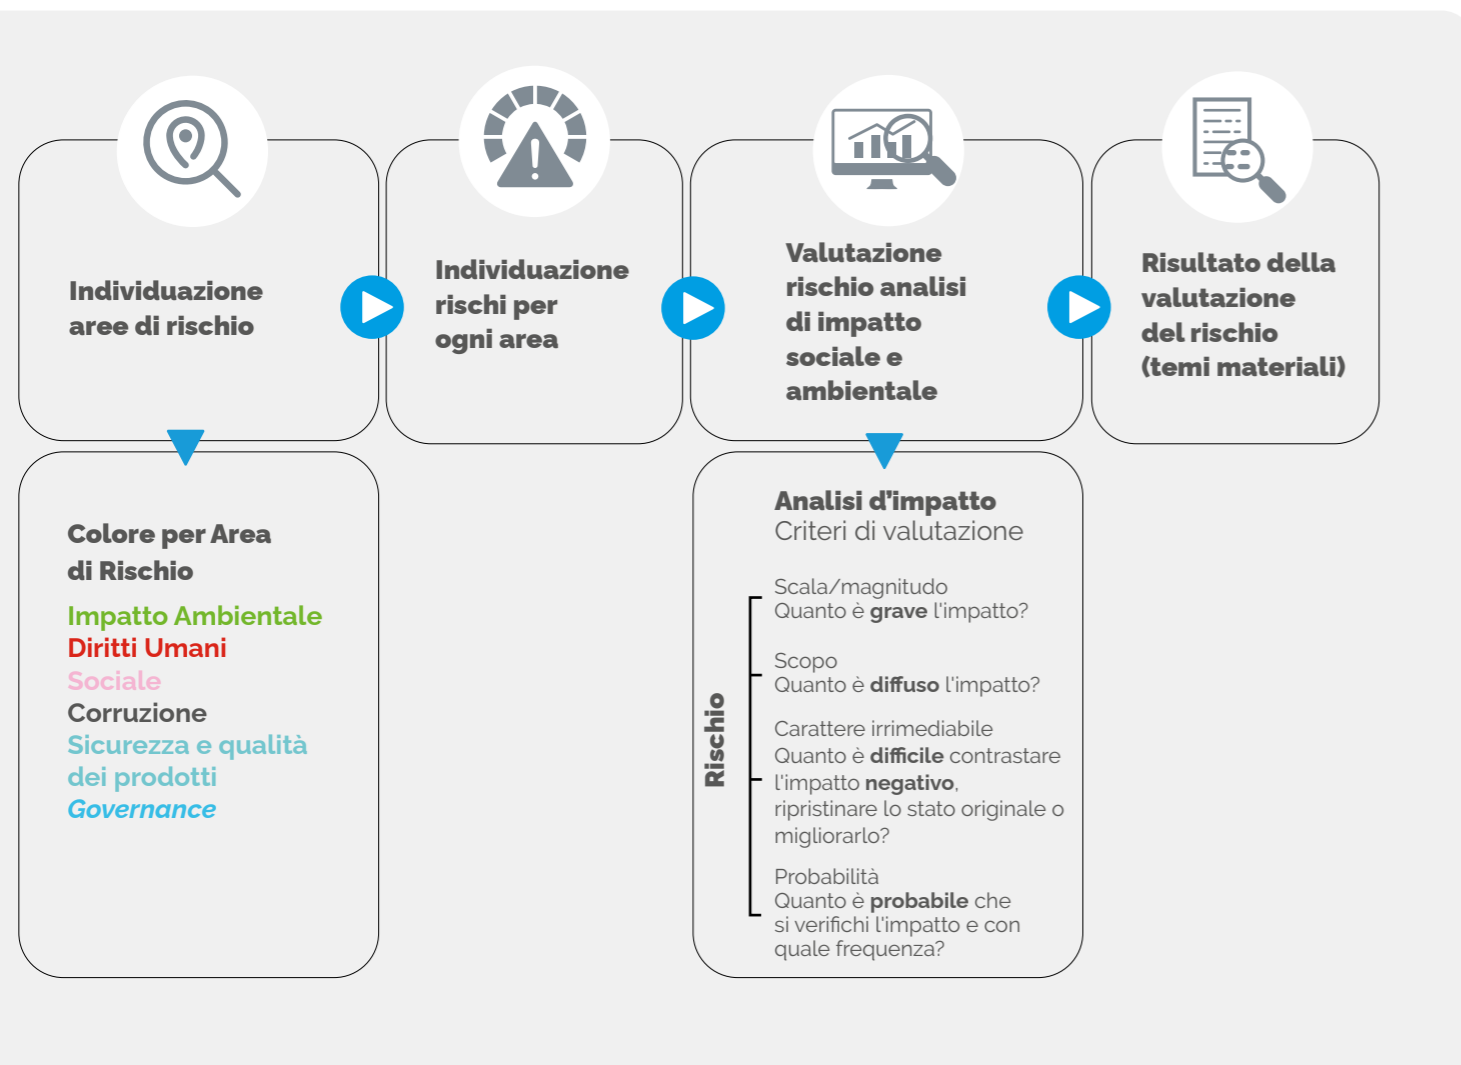 Individuazione
aree di rischio
Individuazione
rischi per
ogni area
Valutazione
rischio analisi
di impatto
sociale e
ambientale
Risultato della
valutazione
del rischio
(temi materiali)
Colore per Area
di Rischio
Impatto Ambientale
Diritti Umani
Sociale
Corruzione
Sicurezza e qualità
dei prodotti
Governance
Analisi d'impatto
Criteri di valutazione
Rischio
Scala/magnitudo
Quanto è grave l'impatto?
Scopo
Quanto è diffuso l'impatto?
Carattere irrimediabile
Quanto è difficile contrastare
l'impatto negativo,
ripristinare lo stato originale o
migliorarlo?
Probabilità
Quanto è probabile che
si verifichi l'impatto e con
quale frequenza?